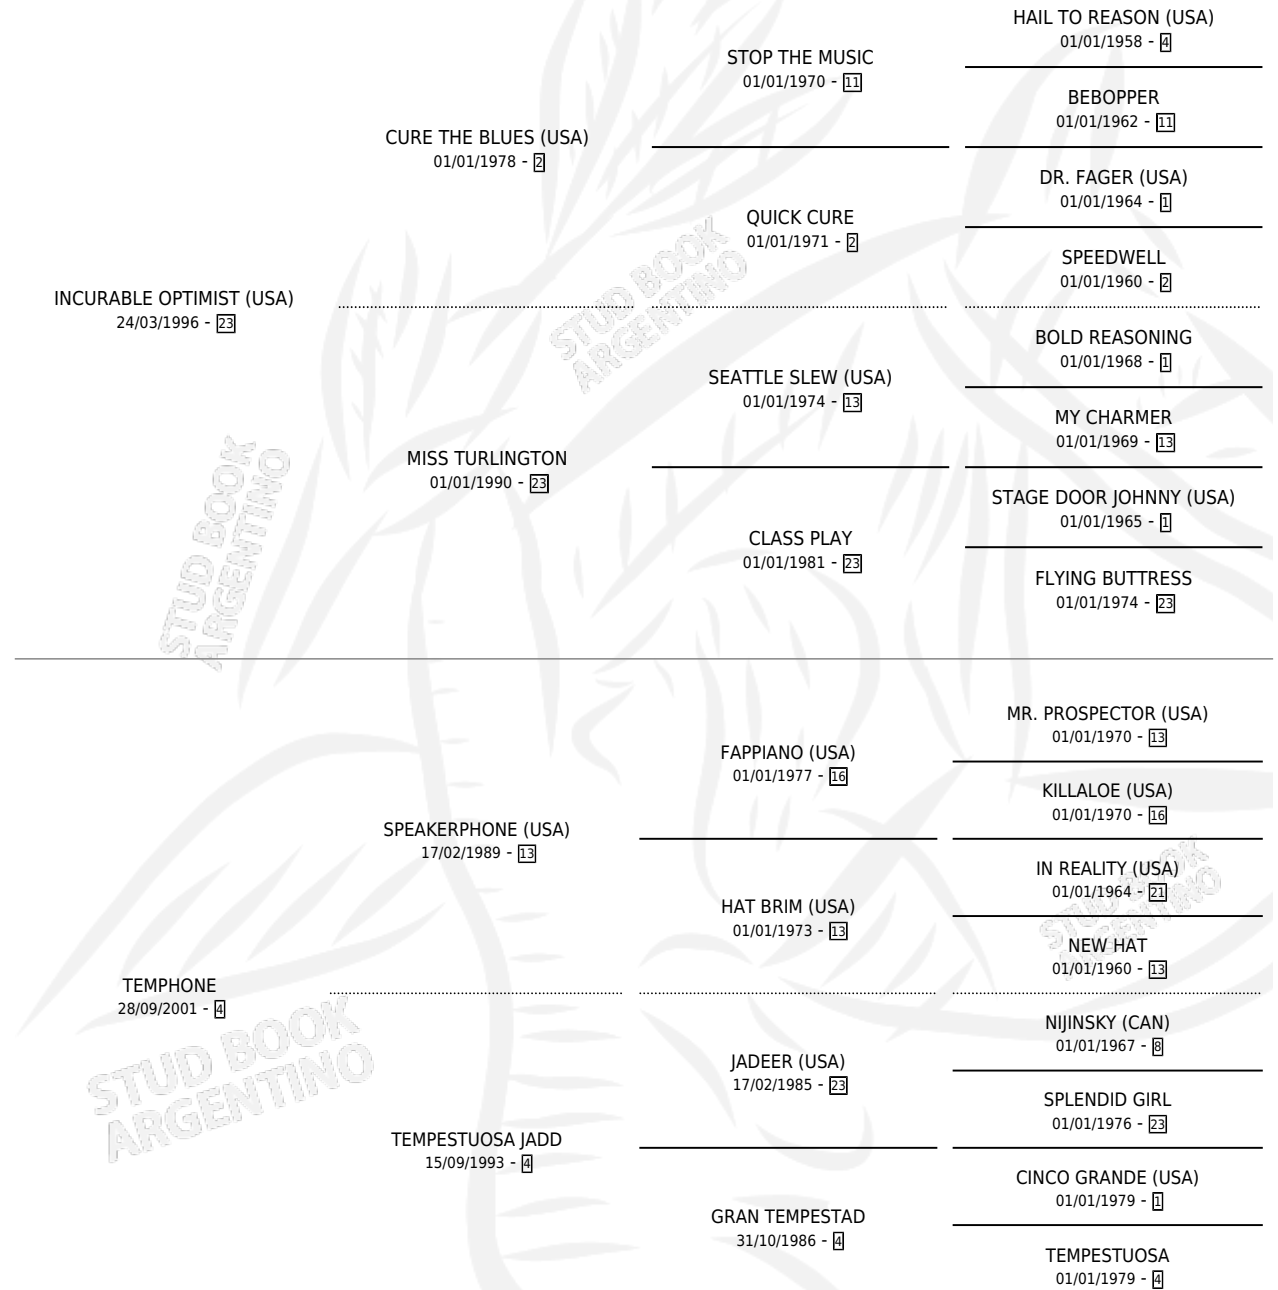 HAIL TO REASON (USA)
01/01/1958 - 4
STOP THE MUSIC
01/01/1970 - 11
BEBOPPER
01/01/1962 - 11
CURE THE BLUES (USA)
01/01/1978 - 2
DR. FAGER (USA)
01/01/1964 - 1
QUICK CURE
01/01/1971 - 2
SPEEDWELL
01/01/1960 - 2
INCURABLE OPTIMIST (USA)
24/03/1996 - 23
STUD BOOK
ARGENTINO
BOLD REASONING
01/01/1968 - 1
SEATTLE SLEW (USA)
01/01/1974 - 13
MY CHARMER
01/01/1969 - 13
MISS TURLINGTON
01/01/1990 - 23
STAGE DOOR JOHNNY (USA)
01/01/1965 - 1
CLASS PLAY
01/01/1981 - 23
FLYING BUTTRESS
01/01/1974 - 23
STUD BOOK
ARGENTINO
MR. PROSPECTOR (USA)
01/01/1970 - 13
FAPPIANO (USA)
01/01/1977 - 16
KILLALOE (USA)
01/01/1970 - 16
SPEAKERPHONE (USA)
17/02/1989 - 13
IN REALITY (USA)
01/01/1964 - 21
HAT BRIM (USA)
01/01/1973 - 13
STUD BOOK
ARGENTINO
NEW HAT
01/01/1960 - 13
TEMPHONE
28/09/2001 - 4
STUD BOOK
ARGENTINO
NIJINSKY (CAN)
01/01/1967 - 8
JADEER (USA)
17/02/1985 - 23
SPLENDID GIRL
01/01/1976 - 23
TEMPESTUOSA JADD
15/09/1993 - 4
CINCO GRANDE (USA)
01/01/1979 - 1
GRAN TEMPESTAD
31/10/1986 - 4
TEMPESTUOSA
01/01/1979 - 4